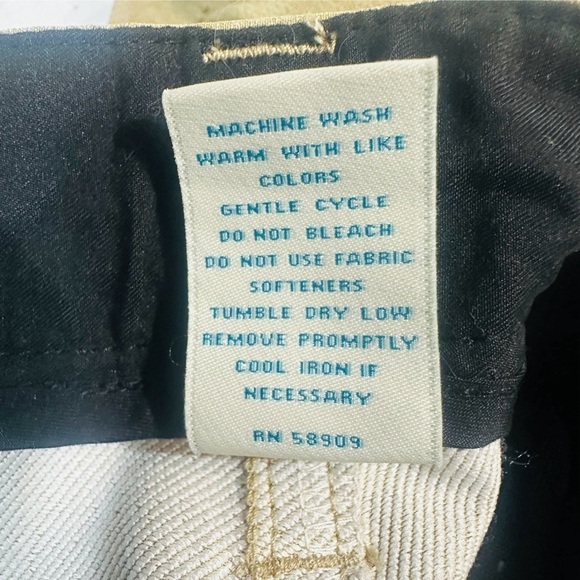 MACHINE WASH
WARM WITH LIKE
COLORS
GENTLE CYCLE
DO NOT BLEACH
DO NOT USE FABRIC
SOFTENERS
TUMBLE DRY LOW
REMOVE PROMPTLY
COOL IRON IF
NECESSARY
RN 58909